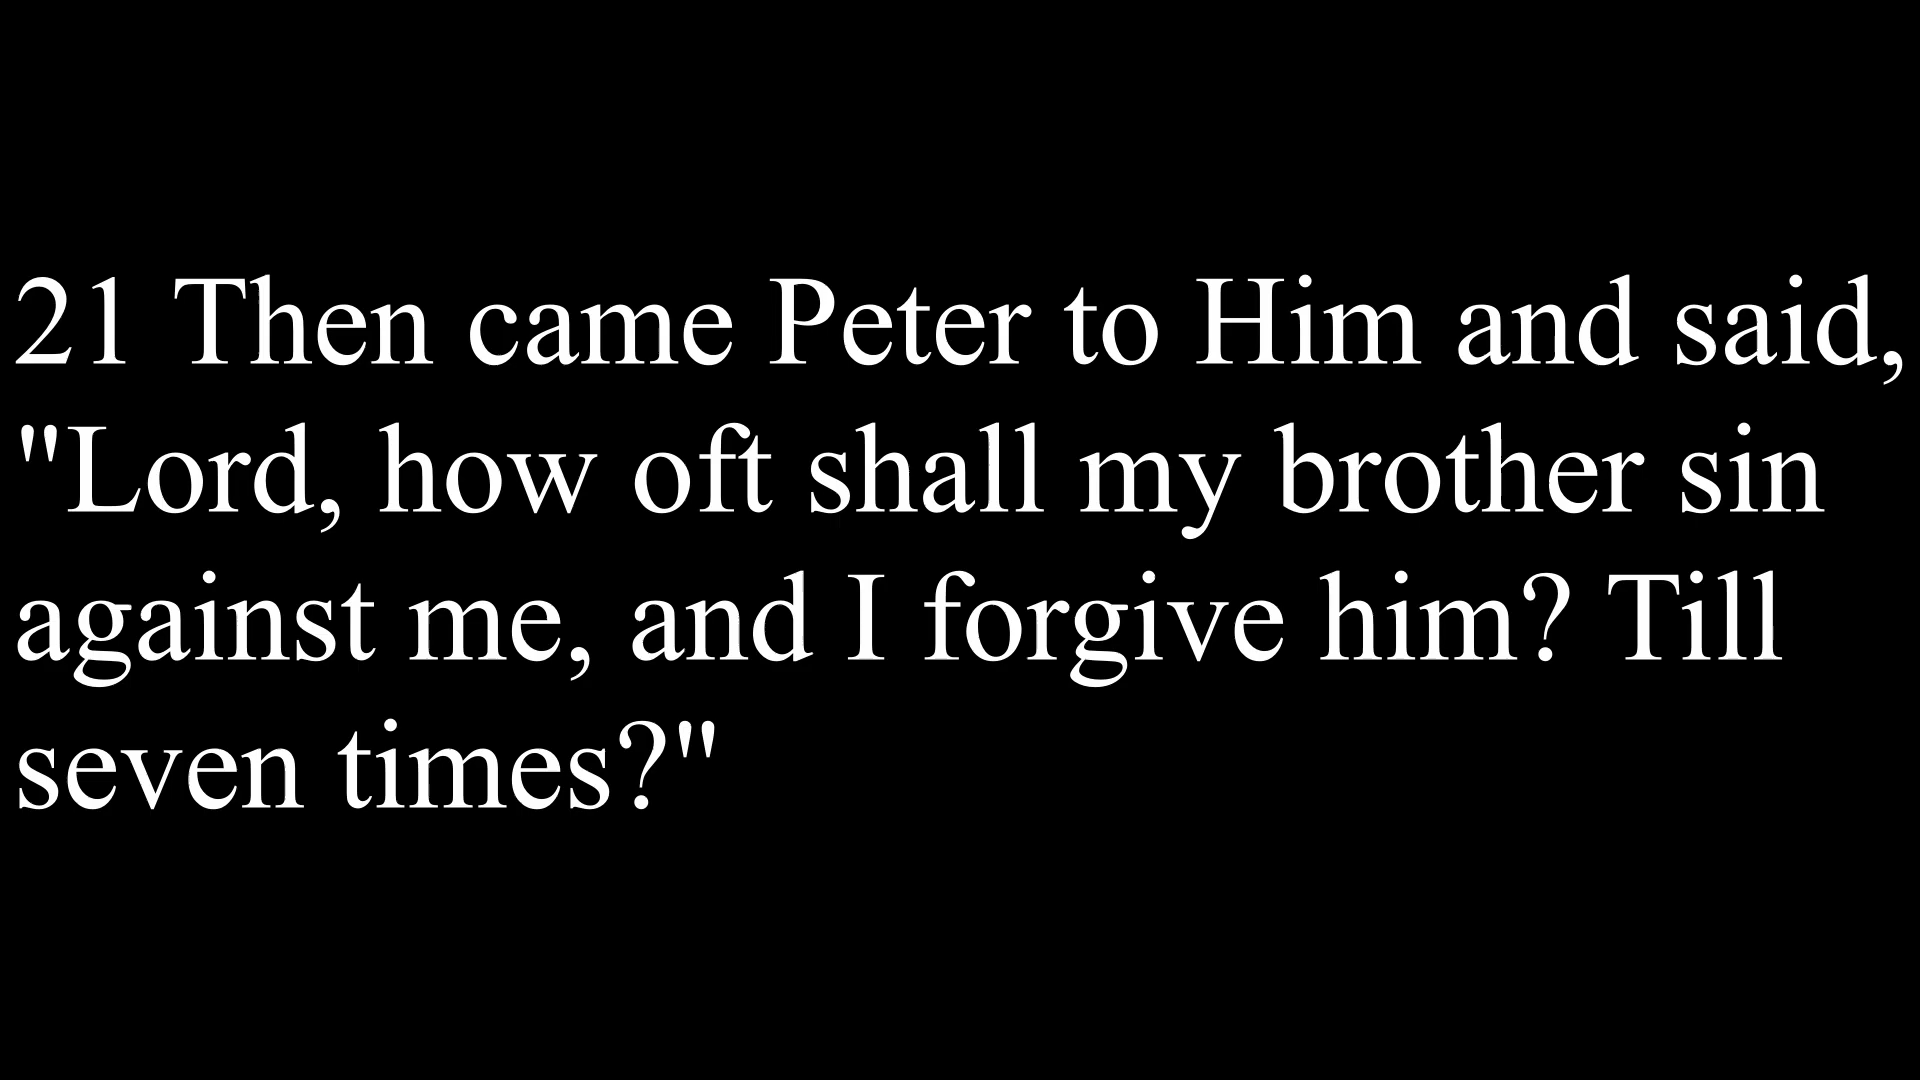 21 Then came Peter to Him and said,
"Lord, how oft shall my brother sin
against me, and I forgive him? Till
seven times?"